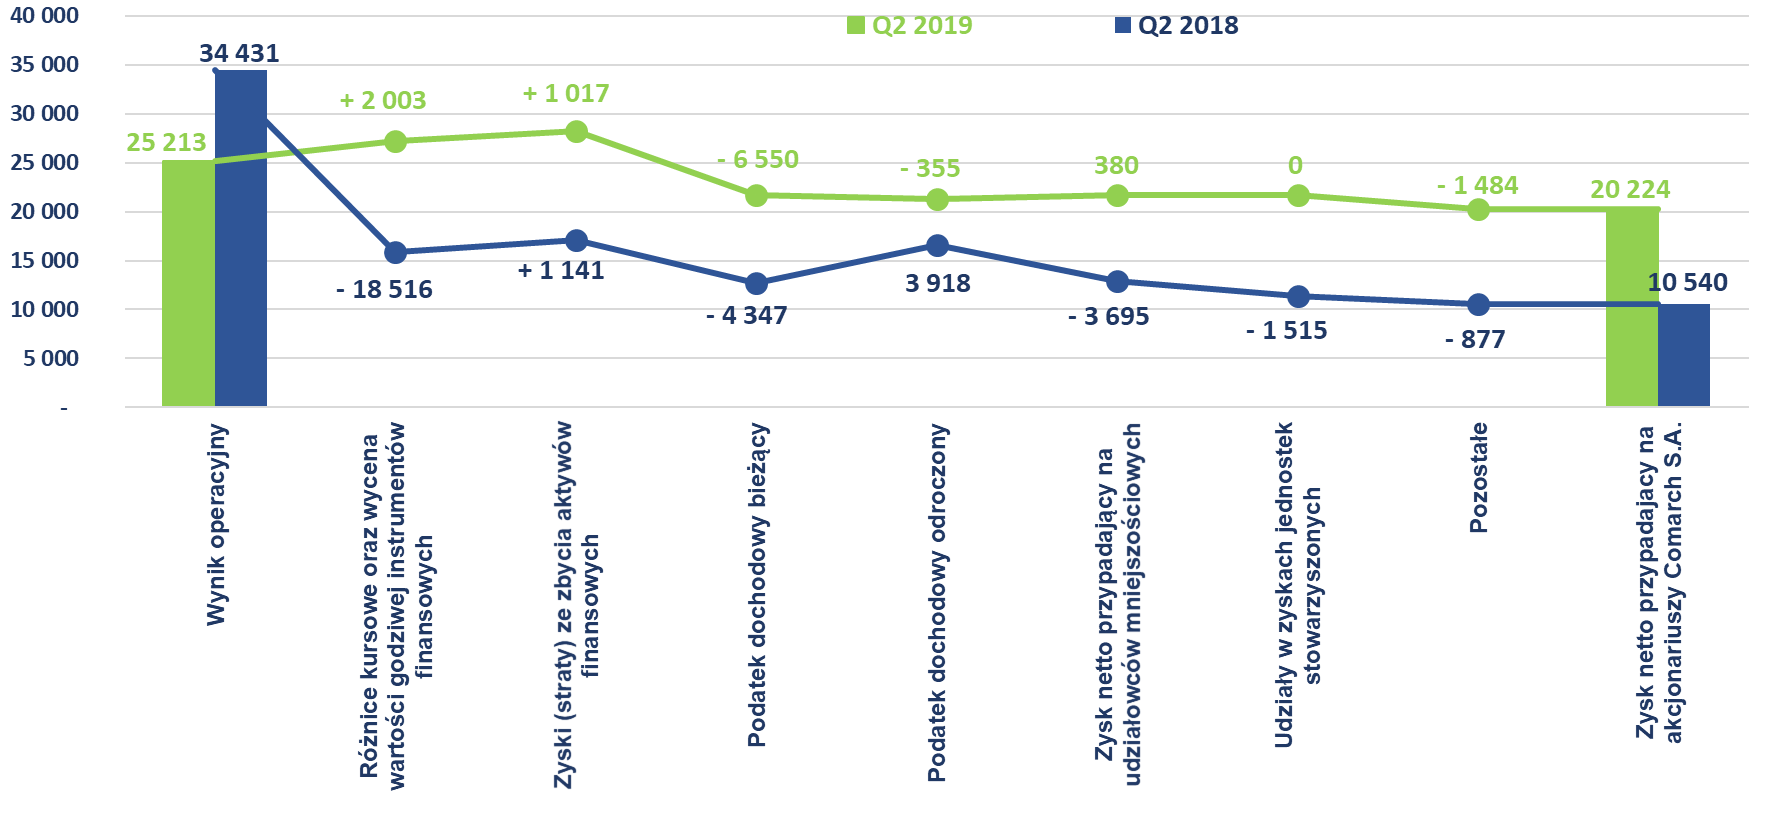 40 000
35 000
30 000
25 000
20 000
15 000
10 000
5 000
-
Q2 2019
Q2 2018
25 213
+ 2 003
+ 1 017
- 6 550
- 355
380
0
- 1 484
20 224
34 431
- 18 516
+ 1 141
- 4 347
3 918
- 3 695
- 1 515
- 877
10 540
Wynik operacyjny
Różnice kursowe oraz wycena
wartości godziwej instrumentów
finansowych
Zyski (straty) ze zbycia aktywów
finansowych
Podatek dochodowy bieżący
Podatek dochodowy odroczony
Zysk netto przypadający na
udziałowców mniejszościowych
Udziały w zyskach jednostek
stowarzyszonych
Pozostałe
Zysk netto przypadajacy na
akcjonariuszy Comarch S.A.